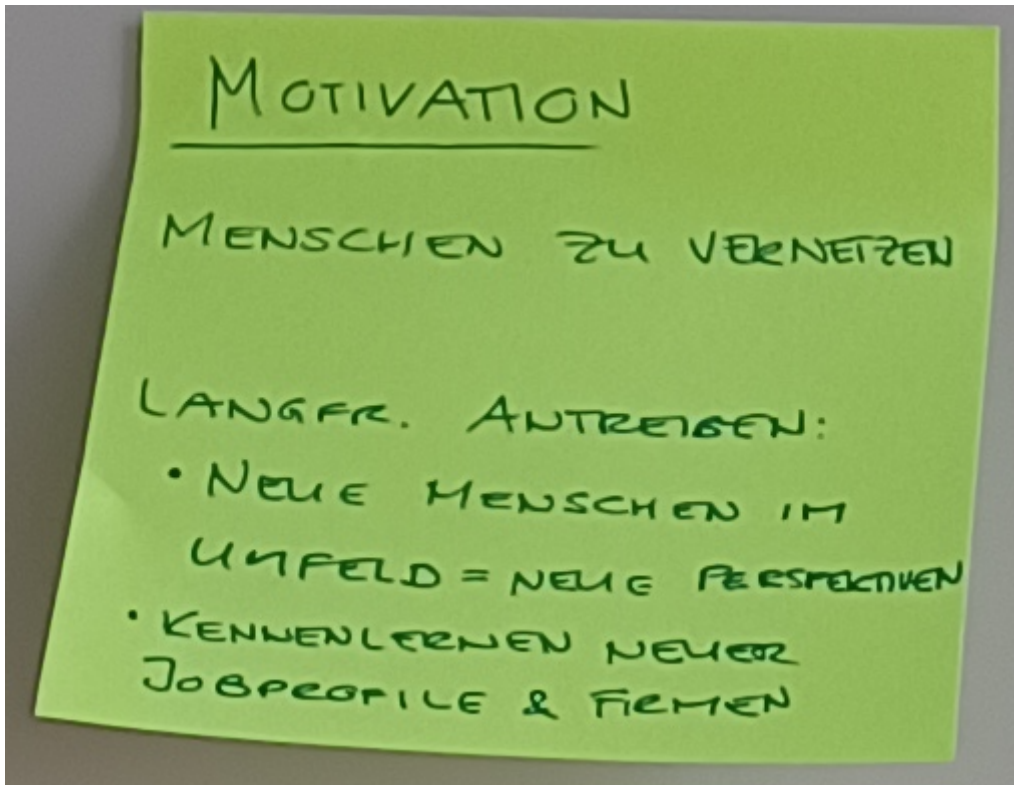 MOTIVATION
MENSCHEN ZU VERNETZEN
LANGFR. ANTREIBEN:
• NEUE MENSCHEN IM
UMFELD = NEUE PERSPEKTIVEN
• KENNENLERNEN NEUER
JOBPROFILE & FIRMEN